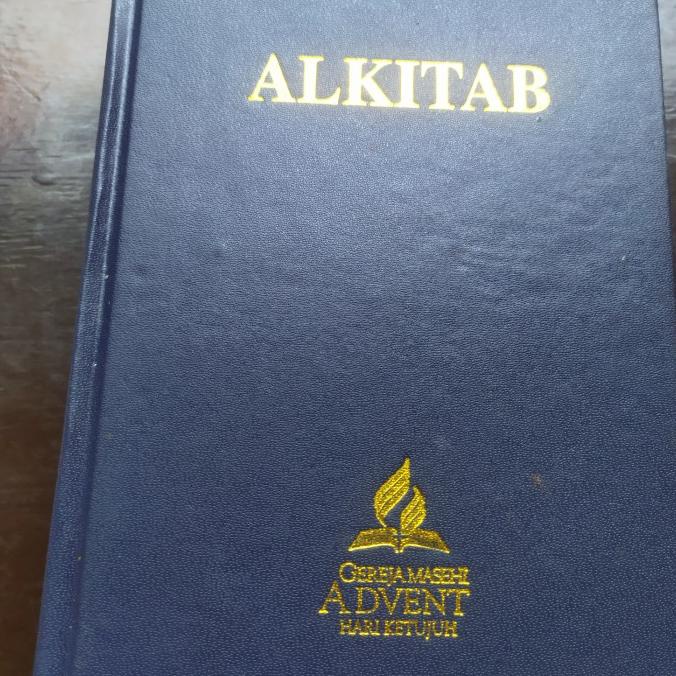 ALKITAB
GEREJA MASEHI
ADVENT
HARI KETUJUH